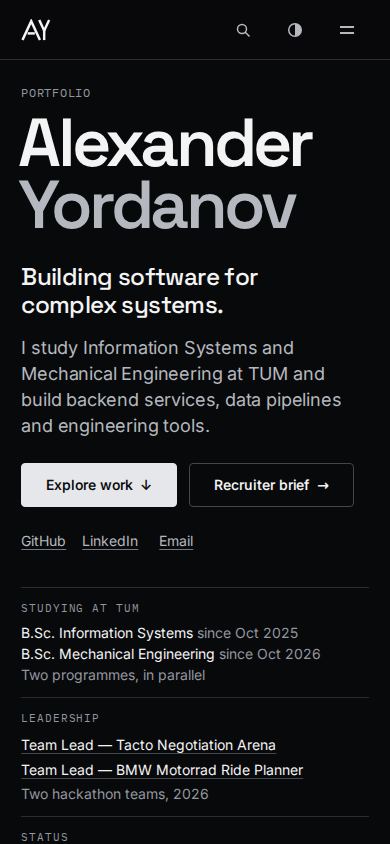 AY
PORTFOLIO
Alexander
Yordanov
Building software for
complex systems.
I study Information Systems and
Mechanical Engineering at TUM and
build backend services, data pipelines
and engineering tools.
Explore work ↓
Recruiter brief →
GitHub LinkedIn Email
STUDYING AT TUM
B.Sc. Information Systems since Oct 2025
B.Sc. Mechanical Engineering since Oct 2026
Two programmes, in parallel
LEADERSHIP
Team Lead — Tacto Negotiation Arena
Team Lead — BMW Motorrad Ride Planner
Two hackathon teams, 2026
STATUS